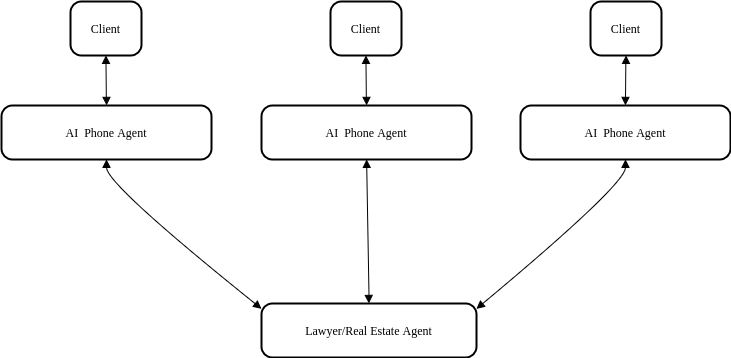 Client
Client
Client
AI Phone Agent
AI Phone Agent
AI Phone Agent
Lawyer/Real Estate Agent